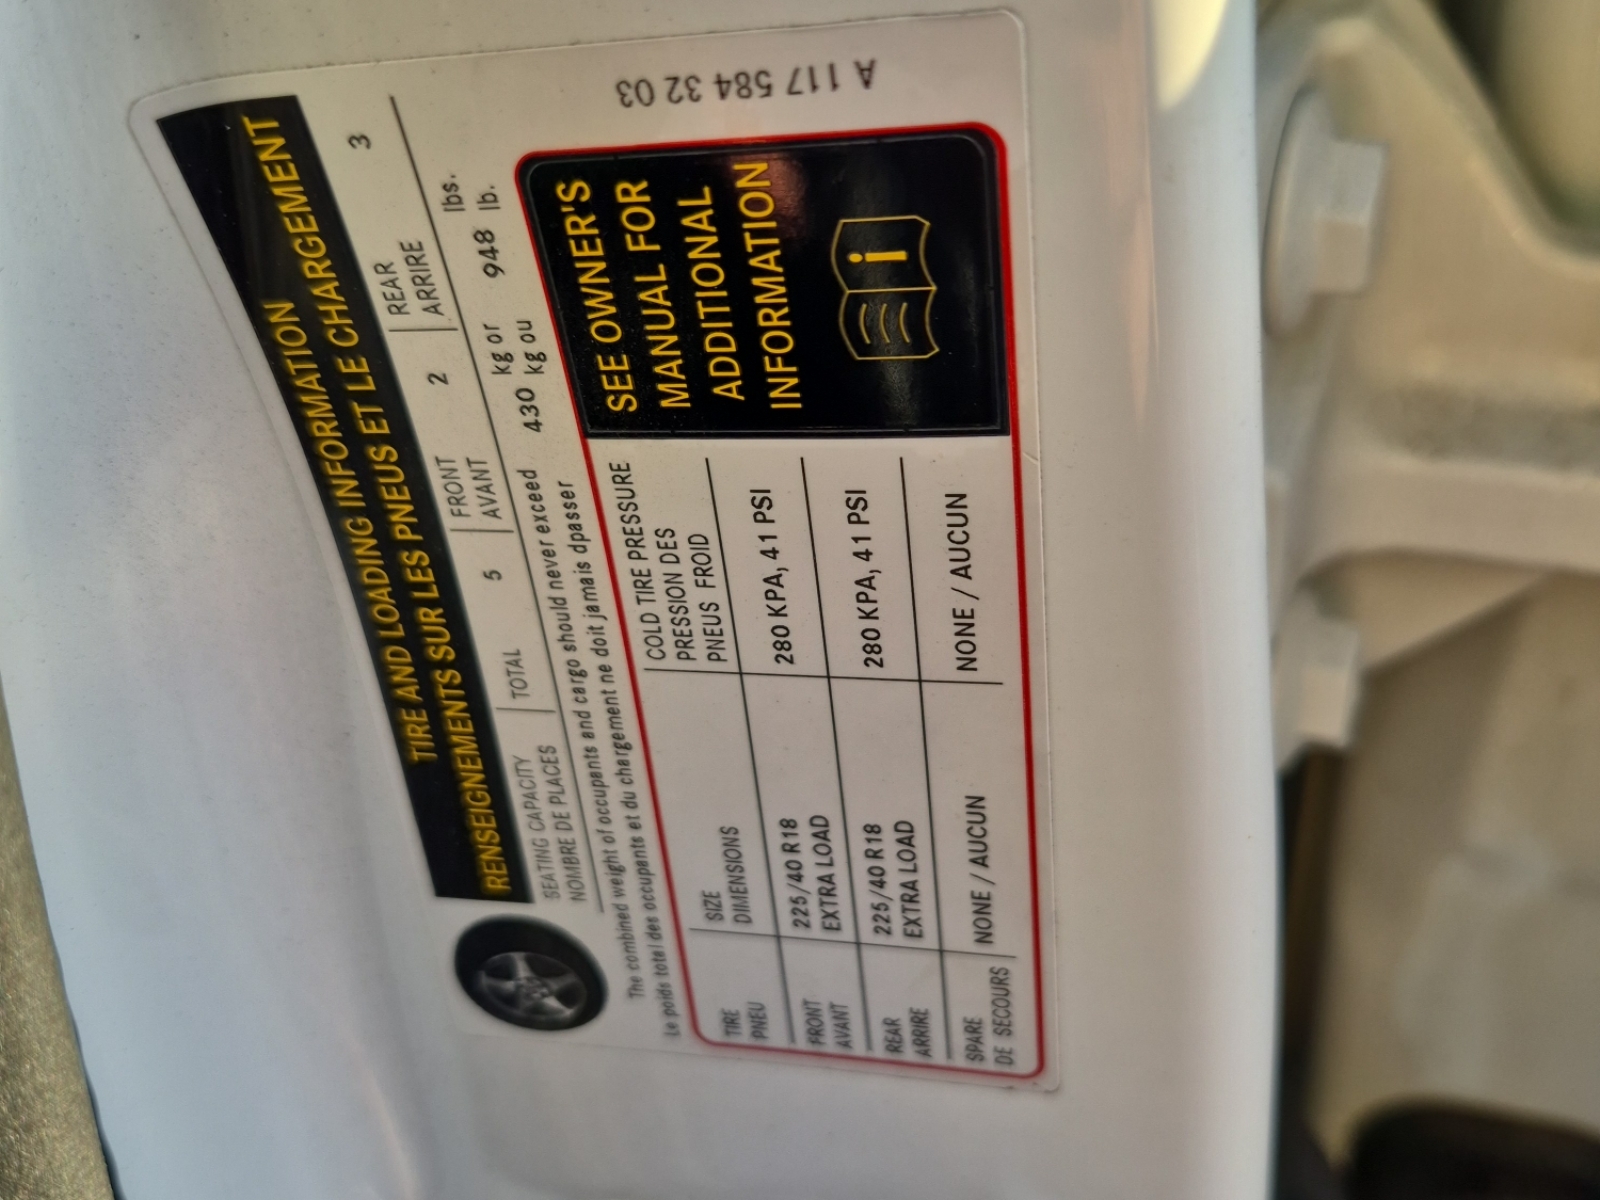 TIRE AND LOADING INFORMATION
RENSEIGNEMENTS SUR LES PNEUS ET LE CHARGEMENT
SEATING CAPACITY
NOMBRE DE PLACES
TOTAL
5
FRONT
AVANT
2
REAR
ARRIRE
3
The combined weight of occupants and cargo should never exceed 430 kg or 948 lbs.
Le poids total des occupants et du chargement ne doit jamais dpasser kg ou lb.
TIRE
PNEU
SIZE
DIMENSIONS
COLD TIRE PRESSURE
PRESSION DES
PNEUS FROID
FRONT
AVANT
225/40 R18
EXTRA LOAD
280 KPA, 41 PSI
REAR
ARRIRE
225/40 R18
EXTRA LOAD
280 KPA, 41 PSI
SPARE
DE SECOURS
NONE / AUCUN
NONE / AUCUN
SEE OWNER'S
MANUAL FOR
ADDITIONAL
INFORMATION
i
A 117 584 32 03